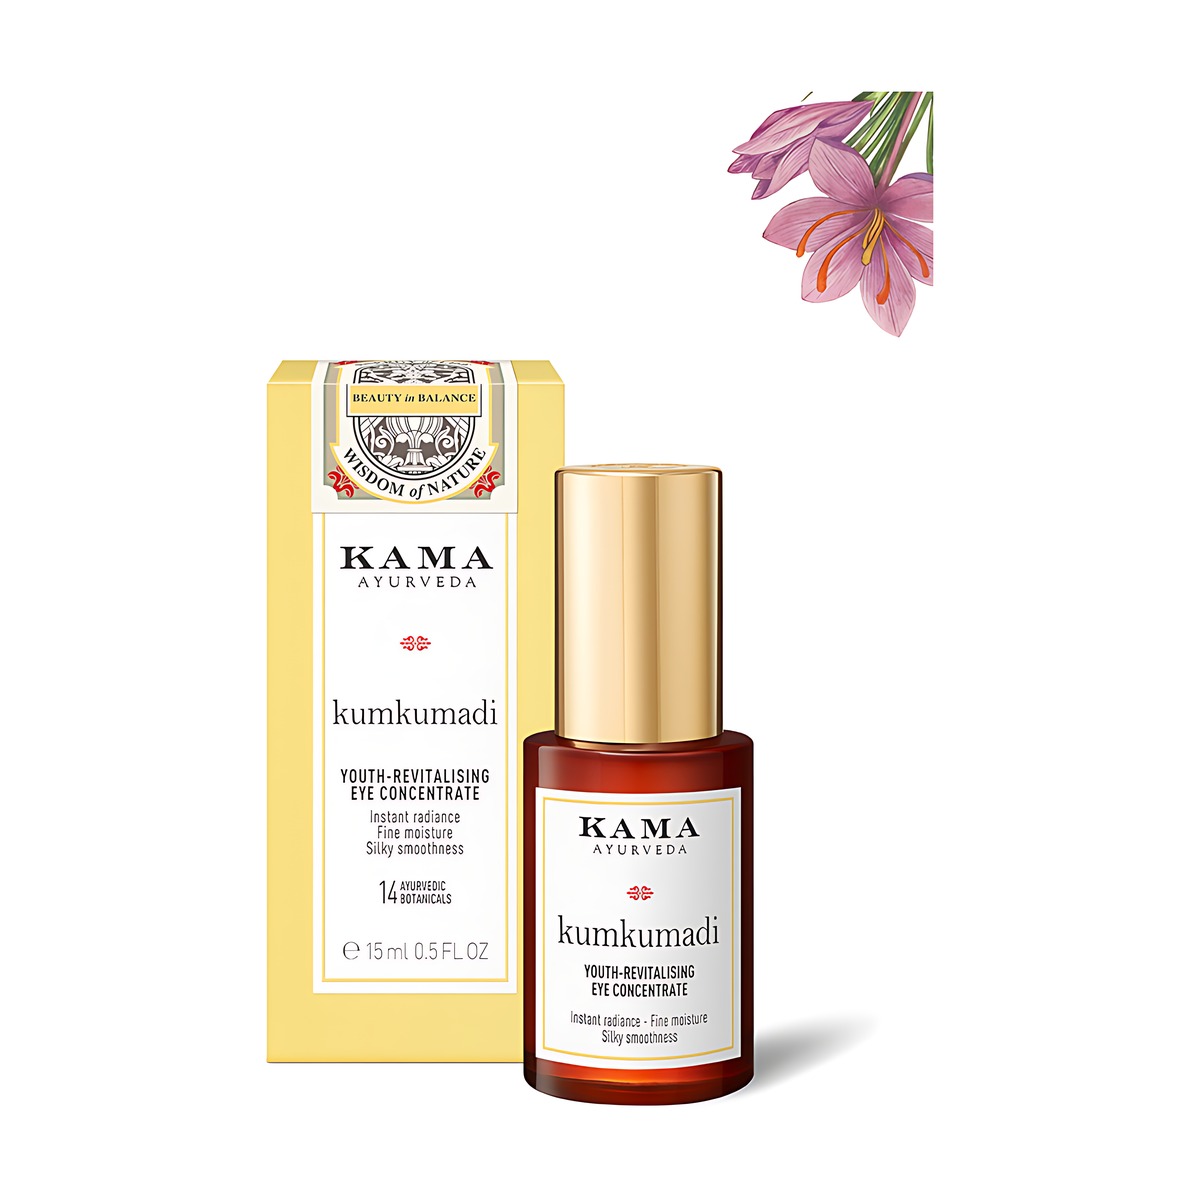 BEAUTY in BALANCE
WISDOM of NATURE
KAMA
AYURVEDA
kumkumadi
YOUTH-REVITALISING
EYE CONCENTRATE
Instant radiance
Fine moisture
Silky smoothness
14 AYURVEDIC
BOTANICALS
℮ 15 ml 0.5 FL OZ
KAMA
AYURVEDA
kumkumadi
YOUTH-REVITALISING
EYE CONCENTRATE
Instant radiance - Fine moisture
Silky smoothness